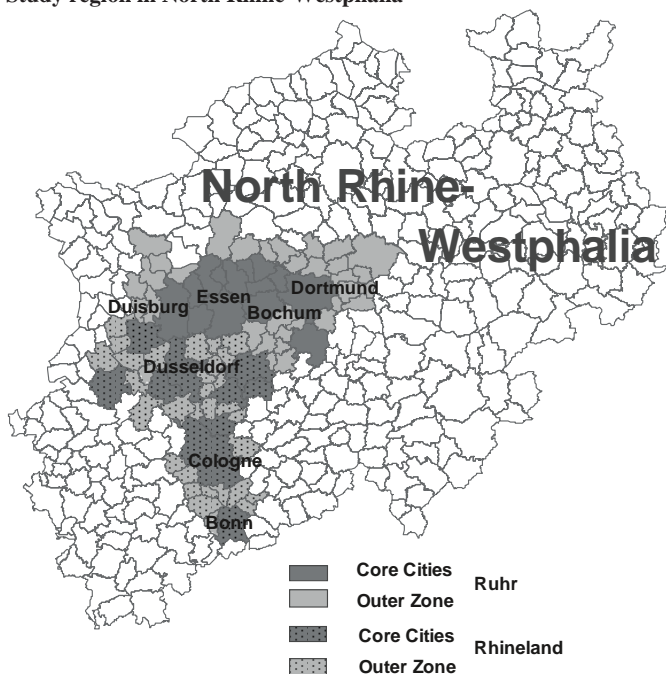 Study region in North Rhine-Westphalia
North Rhine-
Westphalia
Duisburg
Essen
Dortmund
Bochum
Dusseldorf
Cologne
Bonn
Core Cities
Ruhr
Outer Zone
Core Cities
Rhineland
Outer Zone